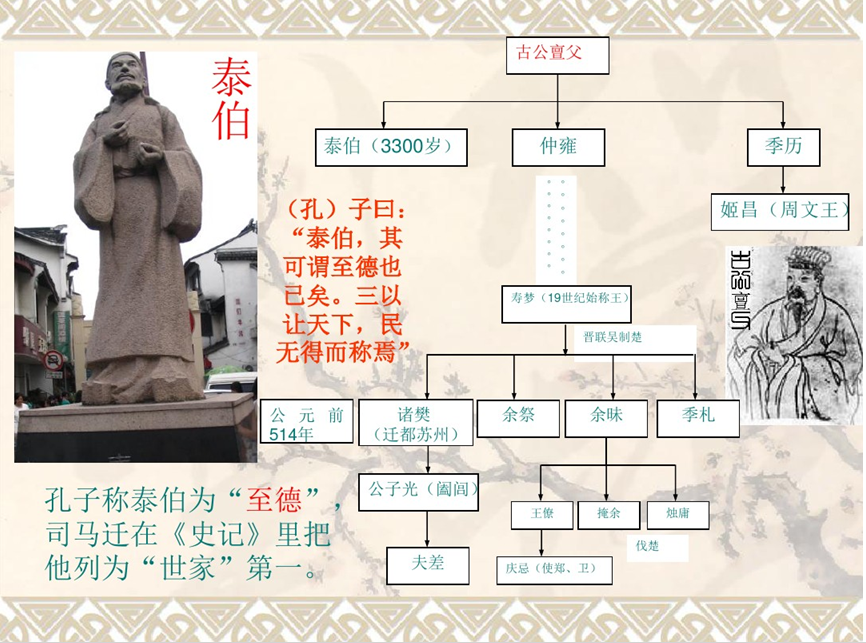 泰伯
古公亶父
泰伯（3300岁）
仲雍
季历
姬昌（周文王）
（孔）子曰：
“泰伯，其
可谓至德也
已矣。三以
让天下，民
无得而称焉”
寿梦（19世纪始称王）
晋联吴制楚
公元前
514年
诸樊
（迁都苏州）
余祭
余昧
季札
公子光（阖闾）
王僚
掩余
烛庸
伐楚
夫差
庆忌（使郑、卫）
孔子称泰伯为“至德”，
司马迁在《史记》里把
他列为“世家”第一。